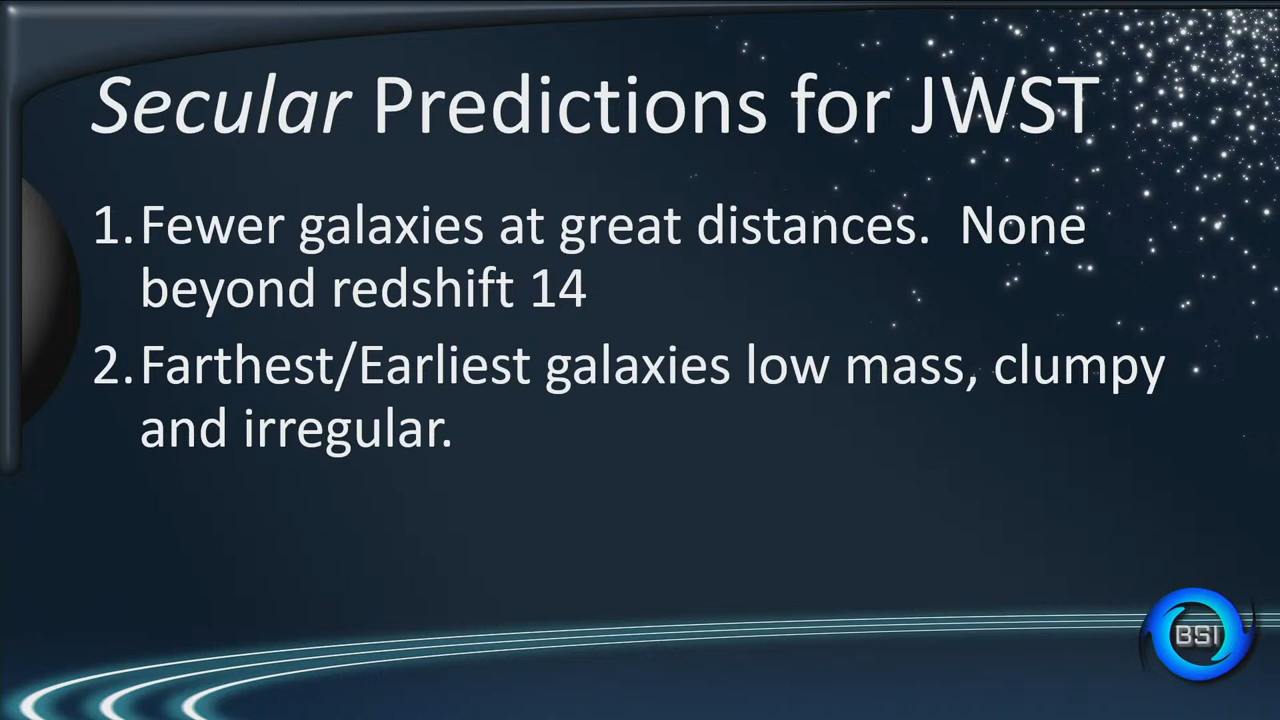 Secular Predictions for JWST
1. Fewer galaxies at great distances.  None
beyond redshift 14
2. Farthest/Earliest galaxies low mass, clumpy
and irregular.
BSI